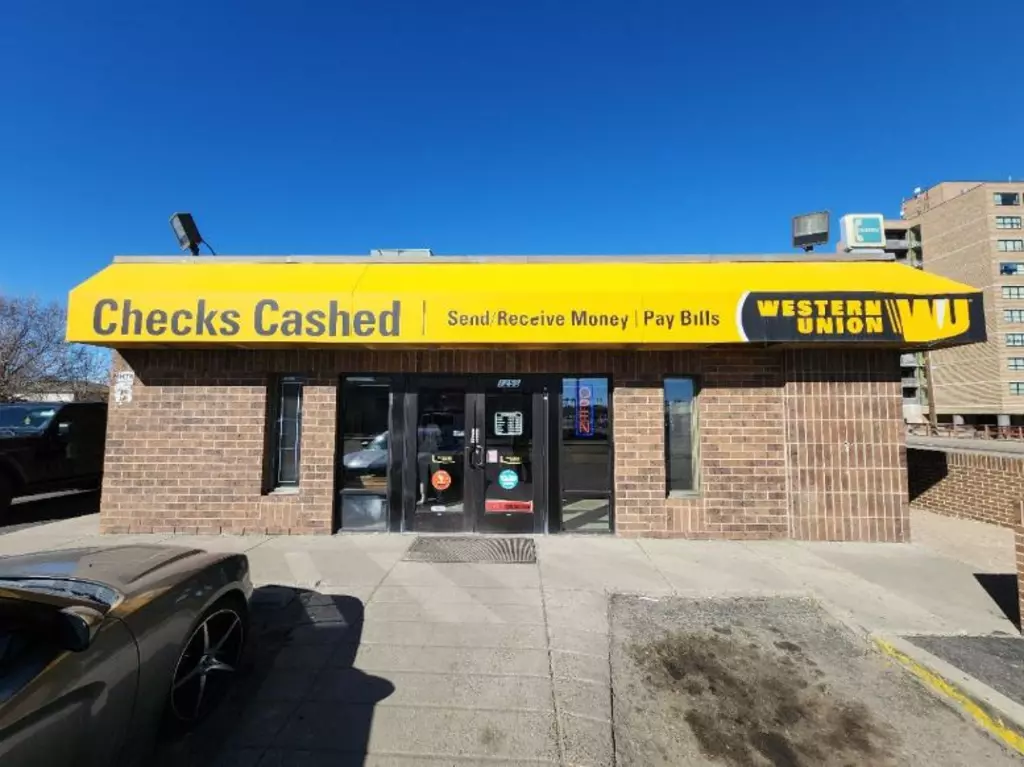 Checks Cashed
Send/Receive Money | Pay Bills
WESTERN
UNION
WU
OPEN